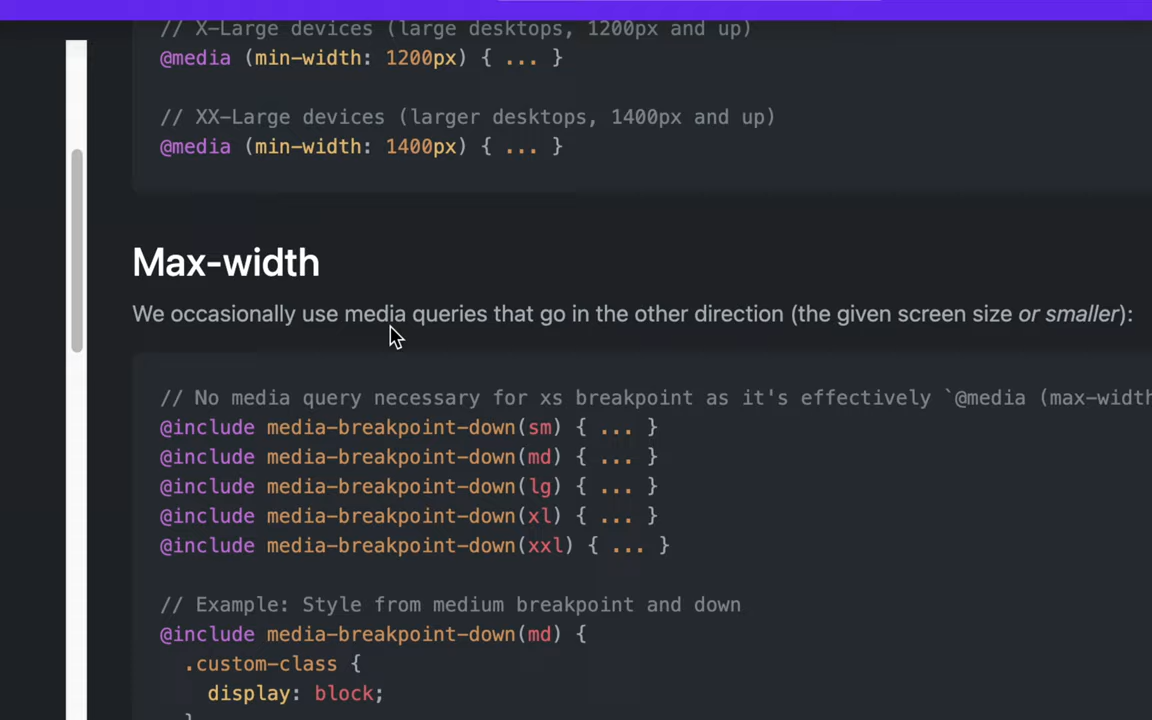 // X-Large devices (large desktops, 1200px and up)
@media (min-width: 1200px) { ... }
// XX-Large devices (larger desktops, 1400px and up)
@media (min-width: 1400px) { ... }
Max-width
We occasionally use media queries that go in the other direction (the given screen size or smaller):
// No media query necessary for xs breakpoint as it's effectively `@media (max-width
@include media-breakpoint-down(sm) { ... }
@include media-breakpoint-down(md) { ... }
@include media-breakpoint-down(lg) { ... }
@include media-breakpoint-down(xl) { ... }
@include media-breakpoint-down(xxl) { ... }
// Example: Style from medium breakpoint and down
@include media-breakpoint-down(md) {
.custom-class {
display: block;
}